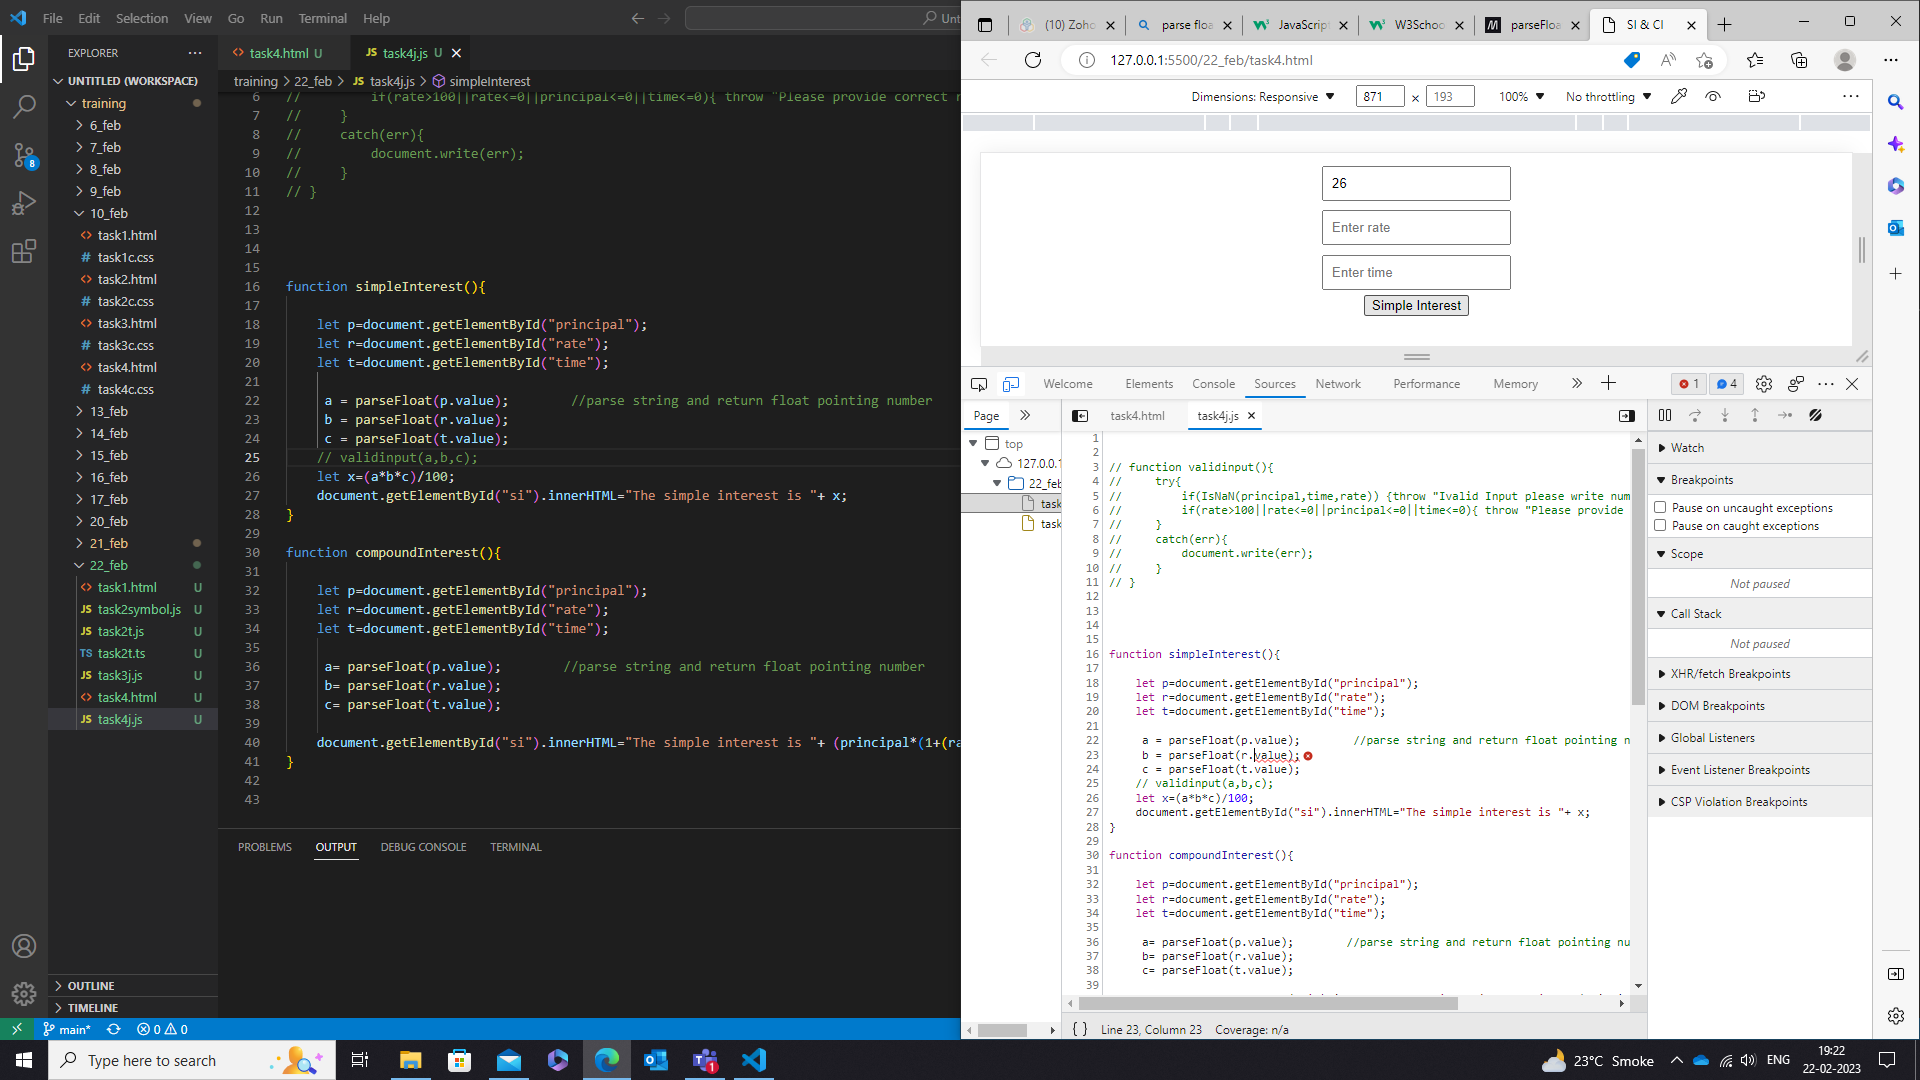 File Edit Selection View Go Run Terminal Help
EXPLORER
UNTITLED (WORKSPACE)
training
6_feb
7_feb
8_feb
9_feb
10_feb
task1.html
task1c.css
task2.html
task2c.css
task3.html
task3c.css
task4.html
task4c.css
13_feb
14_feb
15_feb
16_feb
17_feb
20_feb
21_feb
22_feb
task1.html U
task2symbol.js U
task2t.js U
TS task2t.ts U
JS task3j.js U
task4.html U
JS task4j.js U
OUTLINE
TIMELINE
main*
0 0
task4.html U
JS task4j.js U
training > 22_feb > JS task4j.js > simpleInterest
6 // if(rate>100||rate<=0||principal<=0||time<=0){ throw "Please provide correct
7 // }
8 // catch(err){
9 // document.write(err);
10 // }
11 // }
12
13
14
15
16 function simpleInterest(){
17
18 let p=document.getElementById("principal");
19 let r=document.getElementById("rate");
20 let t=document.getElementById("time");
21
22 a = parseFloat(p.value); //parse string and return float pointing number
23 b = parseFloat(r.value);
24 c = parseFloat(t.value);
25 // validinput(a,b,c);
26 let x=(a*b*c)/100;
27 document.getElementById("si").innerHTML="The simple interest is "+ x;
28 }
29
30 function compoundInterest(){
31
32 let p=document.getElementById("principal");
33 let r=document.getElementById("rate");
34 let t=document.getElementById("time");
35
36 a= parseFloat(p.value); //parse string and return float pointing number
37 b= parseFloat(r.value);
38 c= parseFloat(t.value);
39
40 document.getElementById("si").innerHTML="The simple interest is "+ (principal*(1+(ra
41 }
42
43
PROBLEMS OUTPUT DEBUG CONSOLE TERMINAL
(10) Zoho
parse floa
JavaScript
W3Schoo
parseFloa
SI & CI
127.0.0.1:5500/22_feb/task4.html
Dimensions: Responsive 871 x 193 100% No throttling
26
Enter rate
Enter time
Simple Interest
Welcome Elements Console Sources Network Performance Memory 1 4
Page task4.html task4j.js
top
127.0.0.1
22_feb
task
task
1
2
3 // function validinput(){
4 // try{
5 // if(IsNaN(principal,time,rate)) {throw "Ivalid Input please write num
6 // if(rate>100||rate<=0||principal<=0||time<=0){ throw "Please provide
7 // }
8 // catch(err){
9 // document.write(err);
10 // }
11 // }
12
13
14
15
16 function simpleInterest(){
17
18 let p=document.getElementById("principal");
19 let r=document.getElementById("rate");
20 let t=document.getElementById("time");
21
22 a = parseFloat(p.value); //parse string and return float pointing n
23 b = parseFloat(r.value);
24 c = parseFloat(t.value);
25 // validinput(a,b,c);
26 let x=(a*b*c)/100;
27 document.getElementById("si").innerHTML="The simple interest is "+ x;
28 }
29
30 function compoundInterest(){
31
32 let p=document.getElementById("principal");
33 let r=document.getElementById("rate");
34 let t=document.getElementById("time");
35
36 a= parseFloat(p.value); //parse string and return float pointing nu
37 b= parseFloat(r.value);
38 c= parseFloat(t.value);
39
{ } Line 23, Column 23 Coverage: n/a
Watch
Breakpoints
Pause on uncaught exceptions
Pause on caught exceptions
Scope
Not paused
Call Stack
Not paused
XHR/fetch Breakpoints
DOM Breakpoints
Global Listeners
Event Listener Breakpoints
CSP Violation Breakpoints
Type here to search
23°C Smoke
ENG
19:22
22-02-2023